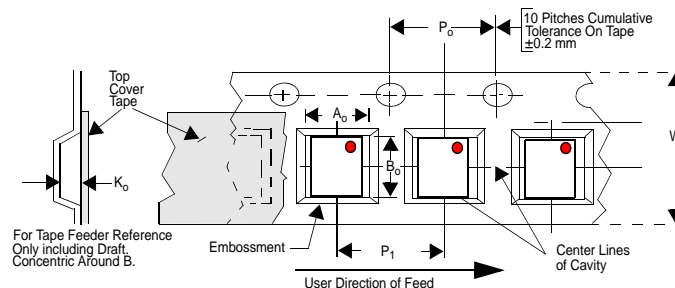 10 Pitches Cumulative
Tolerance On Tape
±0.2 mm
Po
Top
Cover
Tape
Ao
W
Bo
Ko
For Tape Feeder Reference
Only including Draft.
Concentric Around B.
Embossment
P1
Center Lines
of Cavity
User Direction of Feed